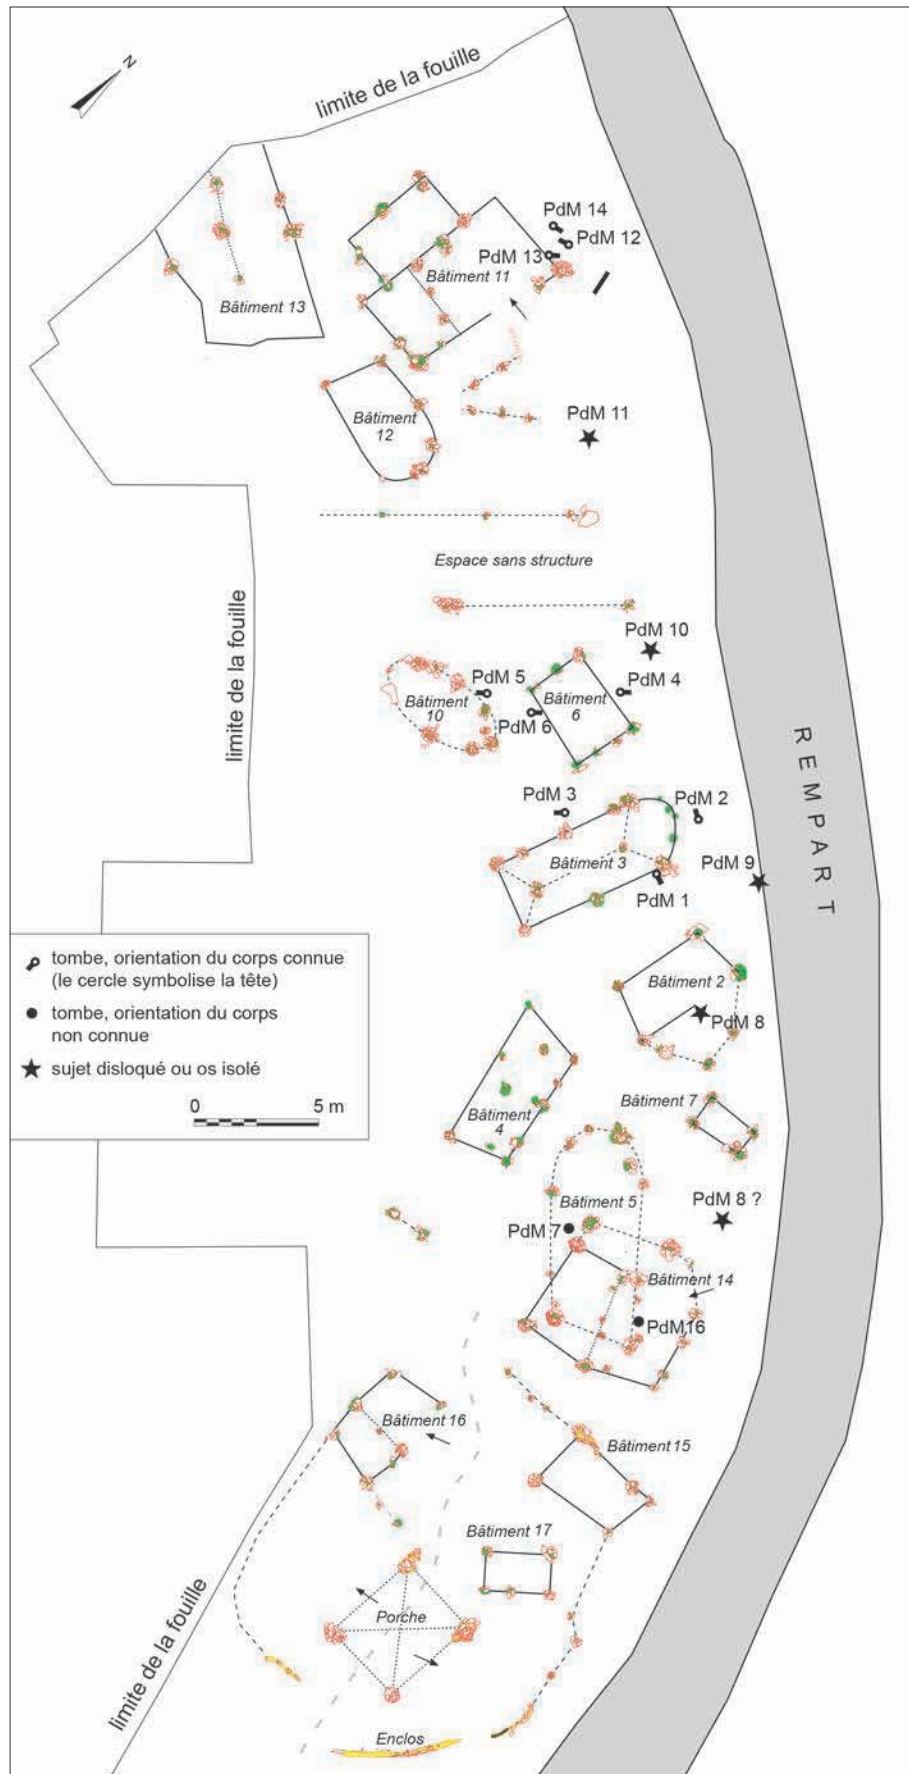 N
limite de la fouille
PdM 14
PdM 12
PdM 13
Bâtiment 11
Bâtiment 13
Bâtiment
12
PdM 11
Espace sans structure
limite de la fouille
PdM 10
PdM 5
PdM 4
Bâtiment
10
Bâtiment
6
PdM 6
REMPART
PdM 3
PdM 2
Bâtiment 3
PdM 9
PdM 1
tombe, orientation du corps connue
(le cercle symbolise la tête)
tombe, orientation du corps
non connue
sujet disloqué ou os isolé
0 5 m
Bâtiment 2
PdM 8
Bâtiment 7
Bâtiment
4
Bâtiment 5
PdM 8 ?
PdM 7
Bâtiment 14
PdM16
Bâtiment 16
Bâtiment 15
Bâtiment 17
Porche
limite de la fouille
Enclos